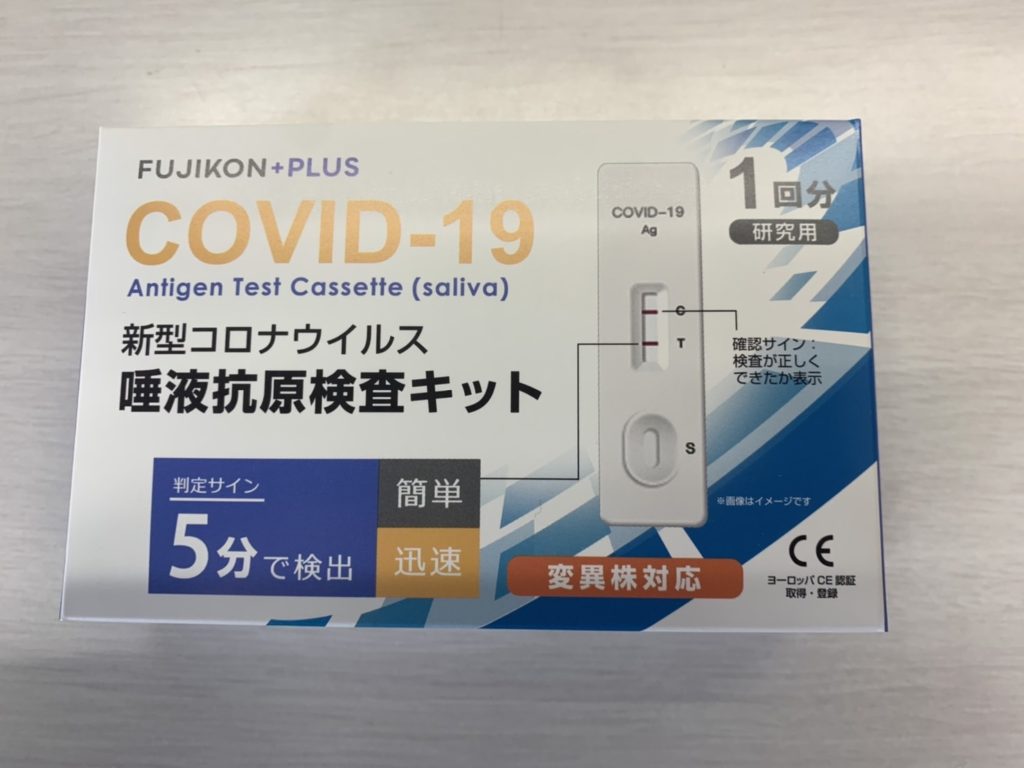 FUJIKON+PLUS
COVID-19
Antigen Test Cassette (saliva)
新型コロナウイルス
唾液抗原検査キット
判定サイン
5分で検出
簡単
迅速
COVID-19
Ag
C
T
S
1回分
研究用
確認サイン：
検査が正しく
できたか表示
※画像はイメージです
変異株対応
CE
ヨーロッパ CE 認証
取得・登録